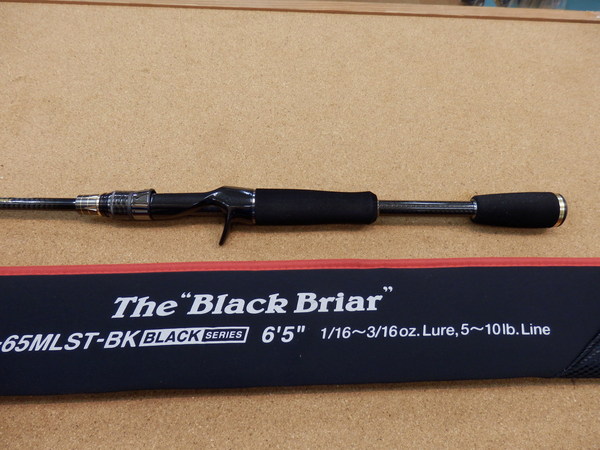 The "Black Briar"
-65MLST-BK BLACK SERIES 6'5" 1/16～3/16oz. Lure, 5～10lb. Line